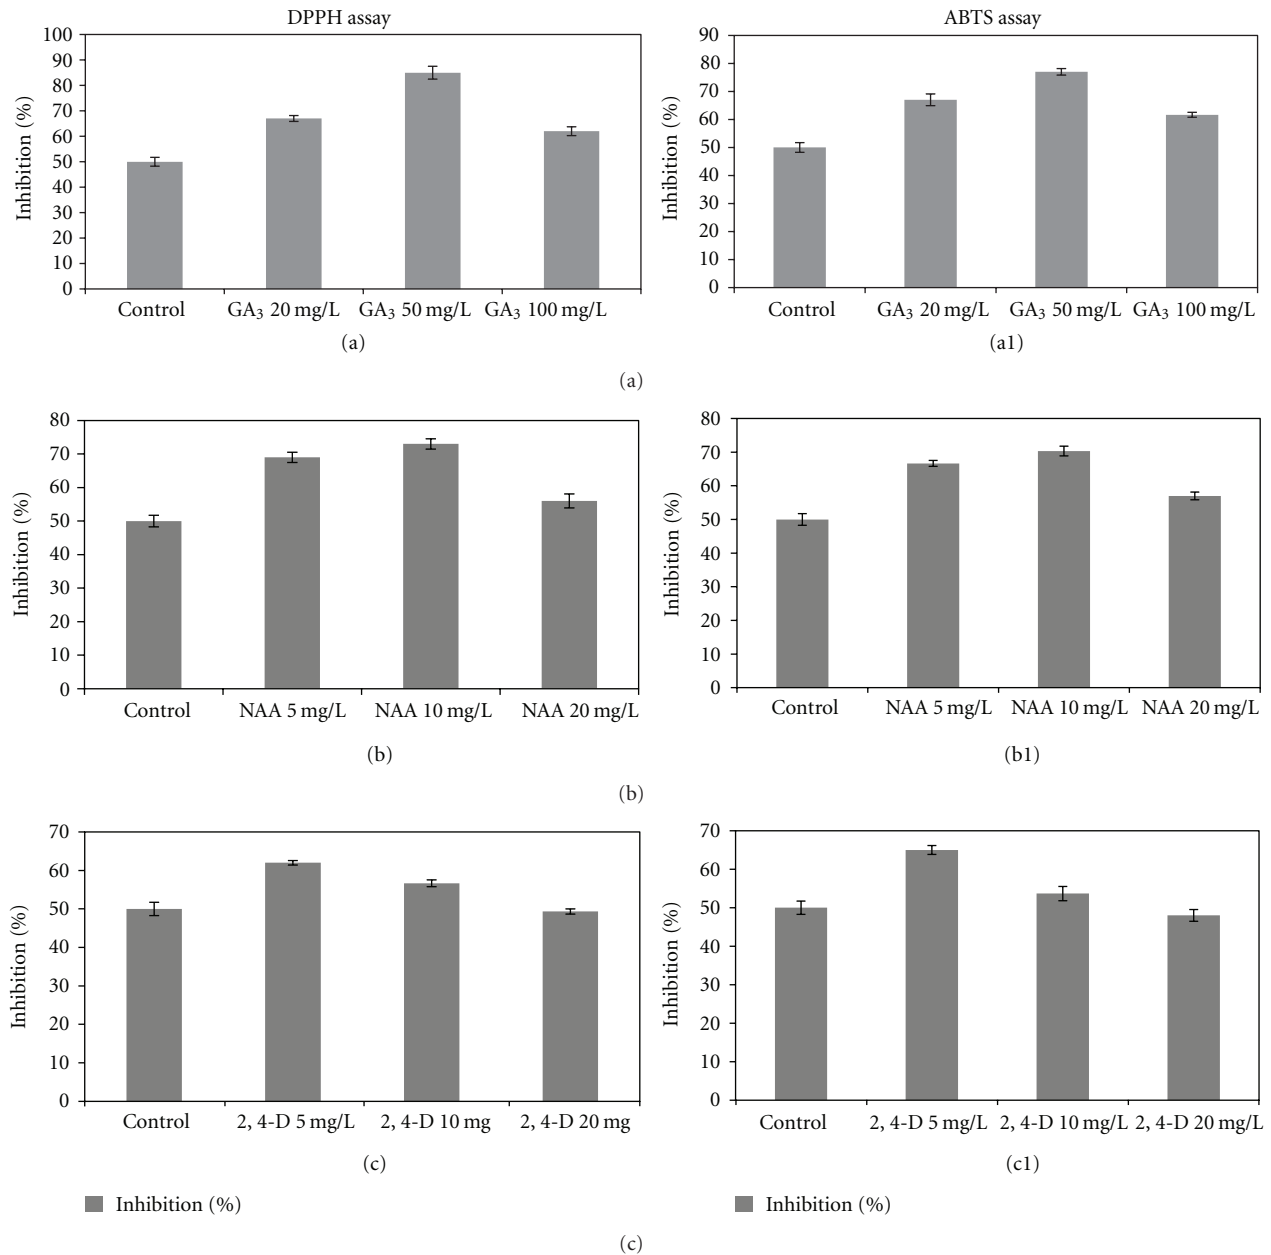 DPPH assay
100
90
80
70
60
50
40
30
20
10
0
Inhibition (%)
Control GA₃ 20 mg/L GA₃ 50 mg/L GA₃ 100 mg/L
(a)
ABTS assay
90
80
70
60
50
40
30
20
10
0
Inhibition (%)
Control GA₃ 20 mg/L GA₃ 50 mg/L GA₃ 100 mg/L
(a1)
(a)
80
70
60
50
40
30
20
10
0
Inhibition (%)
Control NAA 5 mg/L NAA 10 mg/L NAA 20 mg/L
(b)
80
70
60
50
40
30
20
10
0
Inhibition (%)
Control NAA 5 mg/L NAA 10 mg/L NAA 20 mg/L
(b1)
(b)
70
60
50
40
30
20
10
0
Inhibition (%)
Control 2, 4-D 5 mg/L 2, 4-D 10 mg 2, 4-D 20 mg
(c)
Inhibition (%)
70
60
50
40
30
20
10
0
Inhibition (%)
Control 2, 4-D 5 mg/L 2, 4-D 10 mg/L 2, 4-D 20 mg/L
(c1)
Inhibition (%)
(c)